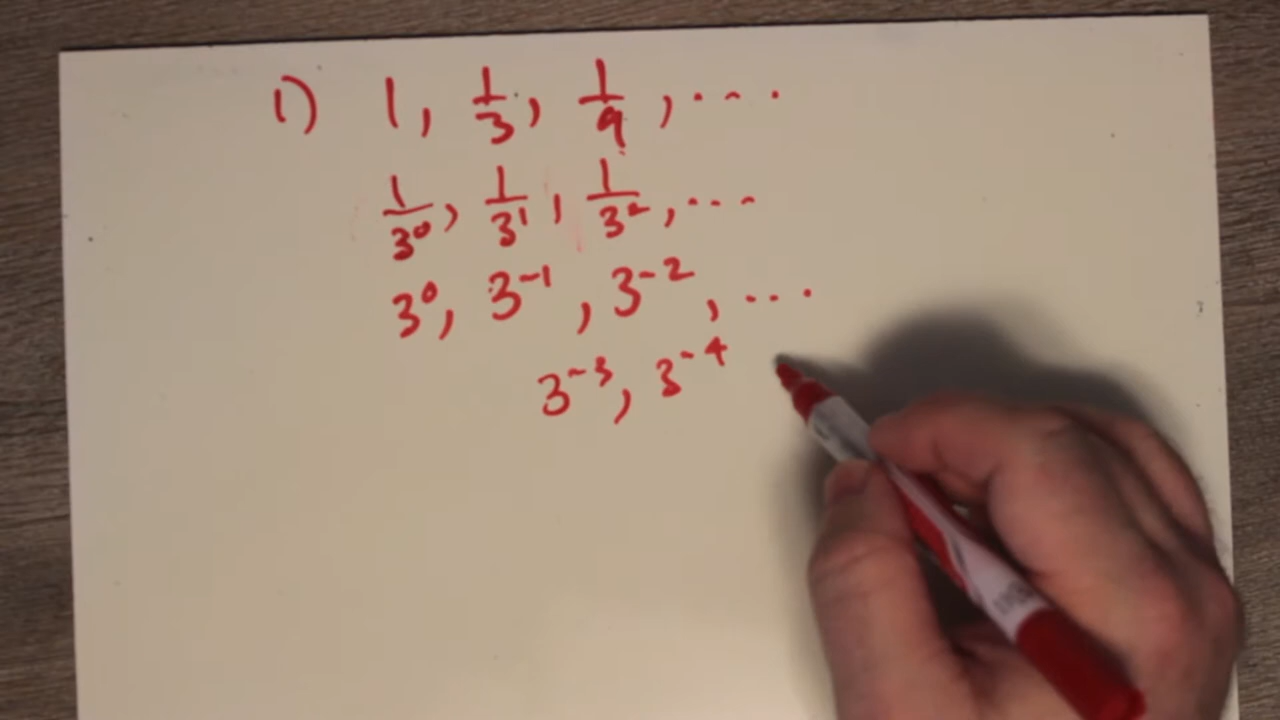 1) 1, 1/3, 1/9, ...
1/3⁰, 1/3¹, 1/3², ...
3⁰, 3⁻¹, 3⁻², ...
3⁻³, 3⁻⁴